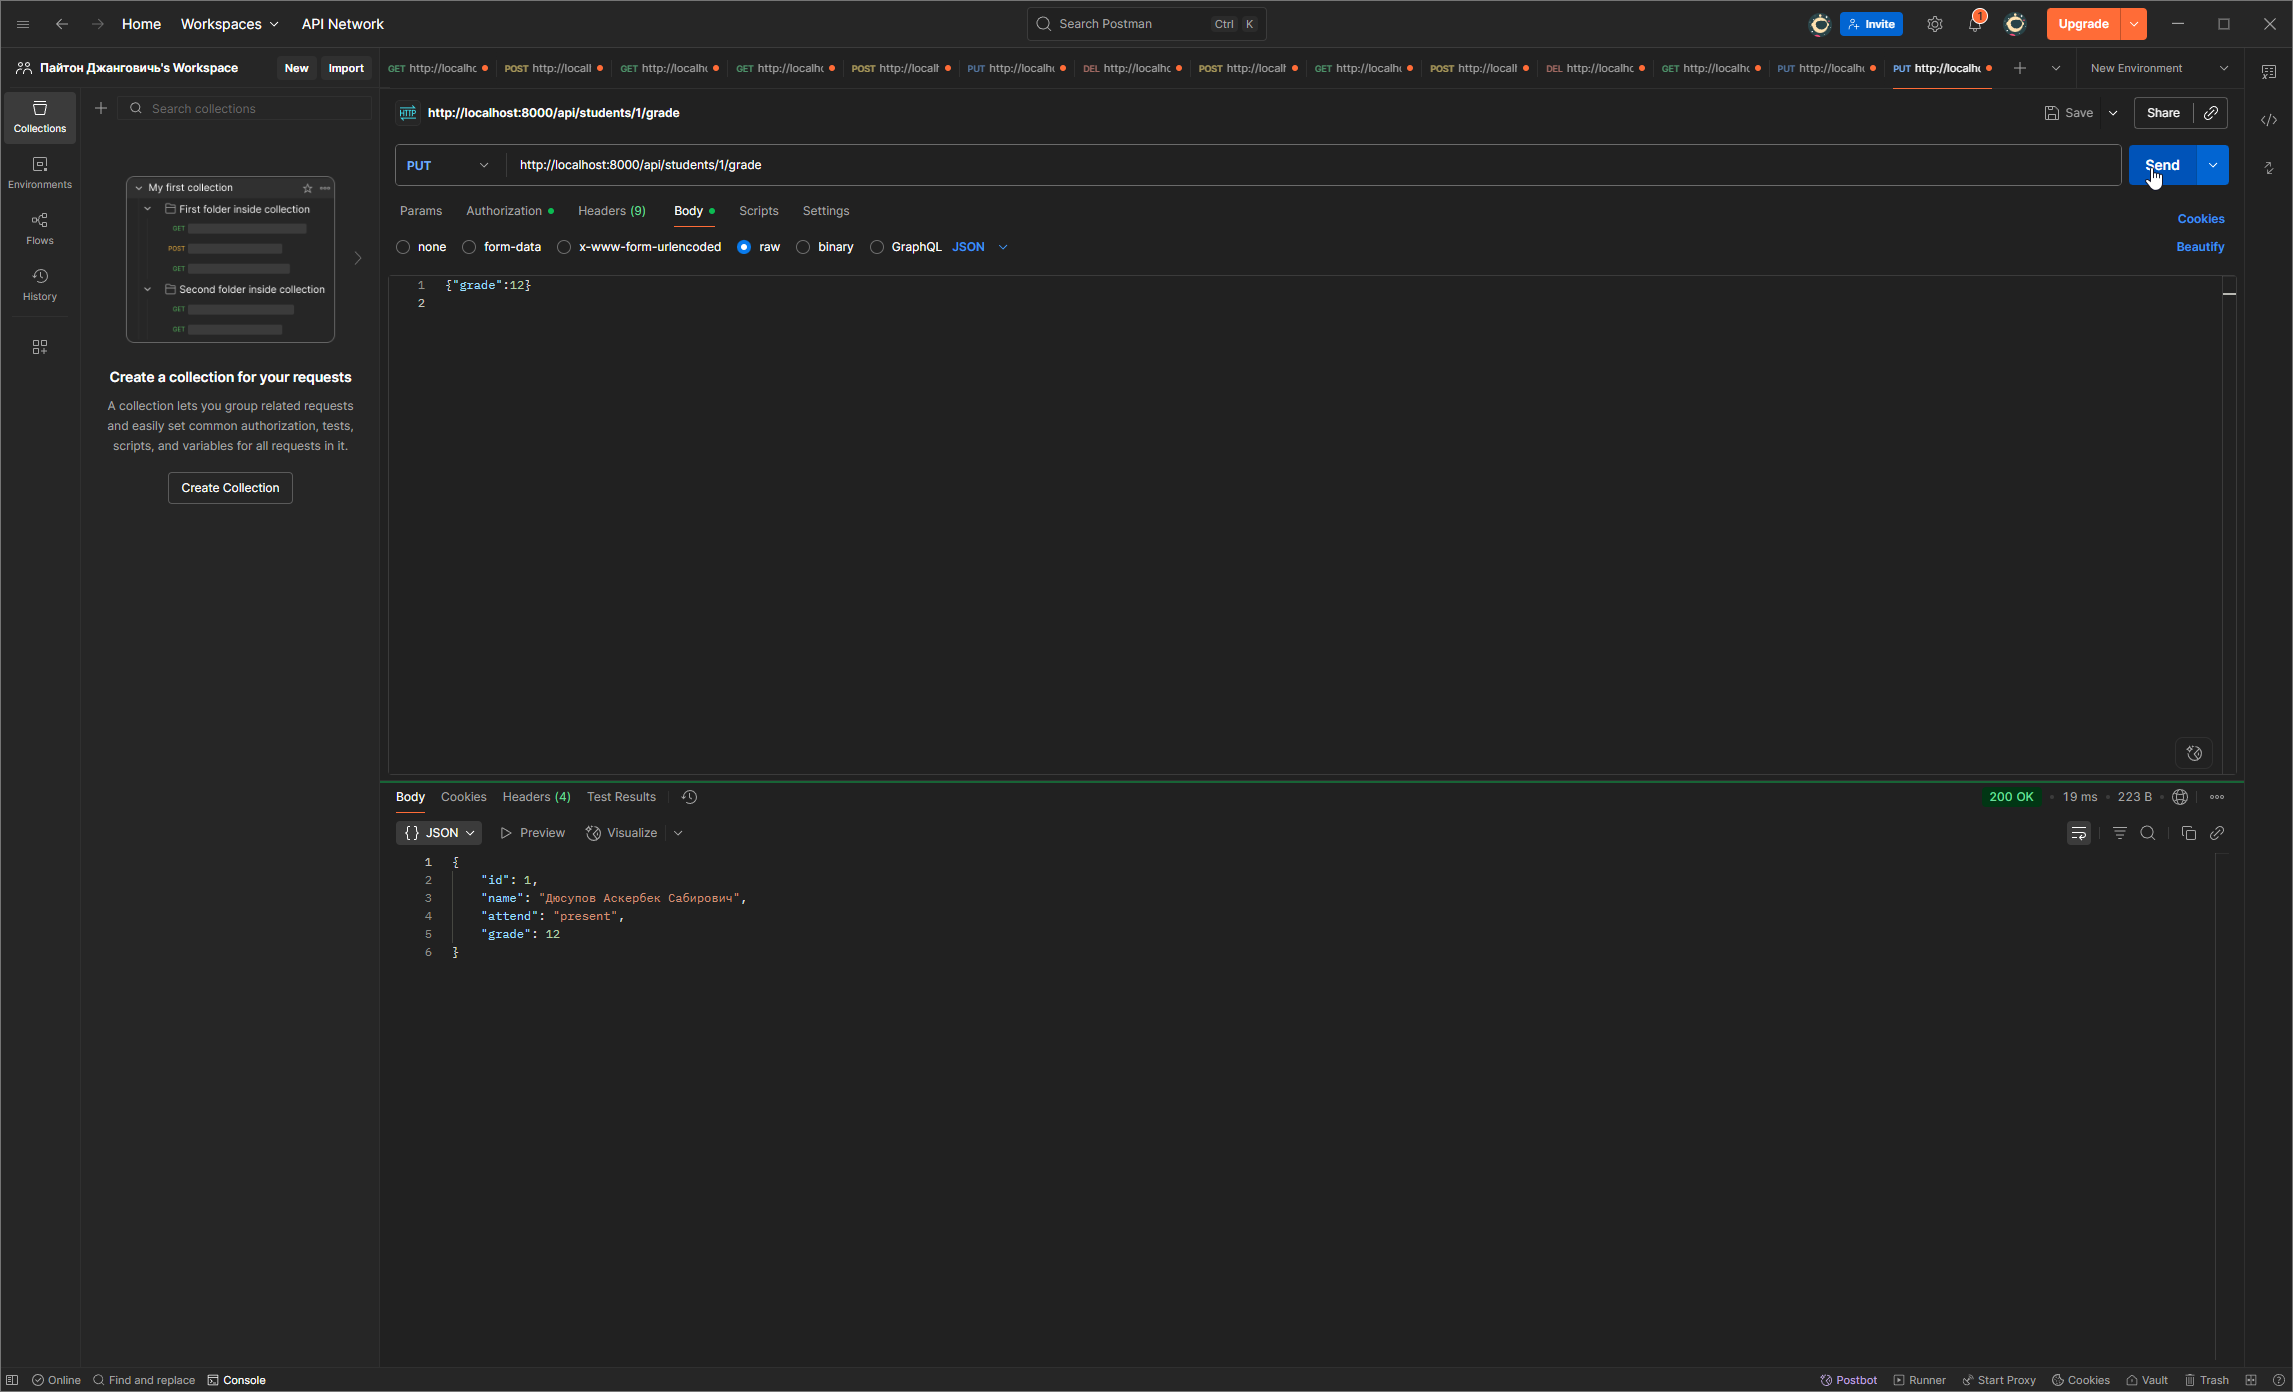 Home Workspaces API Network Search Postman Ctrl K Invite 1 Upgrade
Пайтон Джанговичь's Workspace New Import
GET http://localhc POST http://locall GET http://localhc GET http://localhc POST http://localh PUT http://localhc DEL http://localhc POST http://localh GET http://localhc POST http://locall DEL http://localhc GET http://localhc PUT http://localhc PUT http://localhc New Environment
Collections
Environments
Flows
History
Search collections
My first collection
First folder inside collection
GET
POST
GET
Second folder inside collection
GET
GET
Create a collection for your requests
A collection lets you group related requests
and easily set common authorization, tests,
scripts, and variables for all requests in it.
Create Collection
HTTP http://localhost:8000/api/students/1/grade Save Share
PUT http://localhost:8000/api/students/1/grade Send
Params Authorization Headers (9) Body Scripts Settings Cookies
none form-data x-www-form-urlencoded raw binary GraphQL JSON Beautify
1 {"grade":12}
2
Body Cookies Headers (4) Test Results 200 OK 19 ms 223 B
{} JSON Preview Visualize
1 {
2 "id": 1,
3 "name": "Дюсупов Аскербек Сабирович",
4 "attend": "present",
5 "grade": 12
6 }
Online Find and replace Console Postbot Runner Start Proxy Cookies Vault Trash